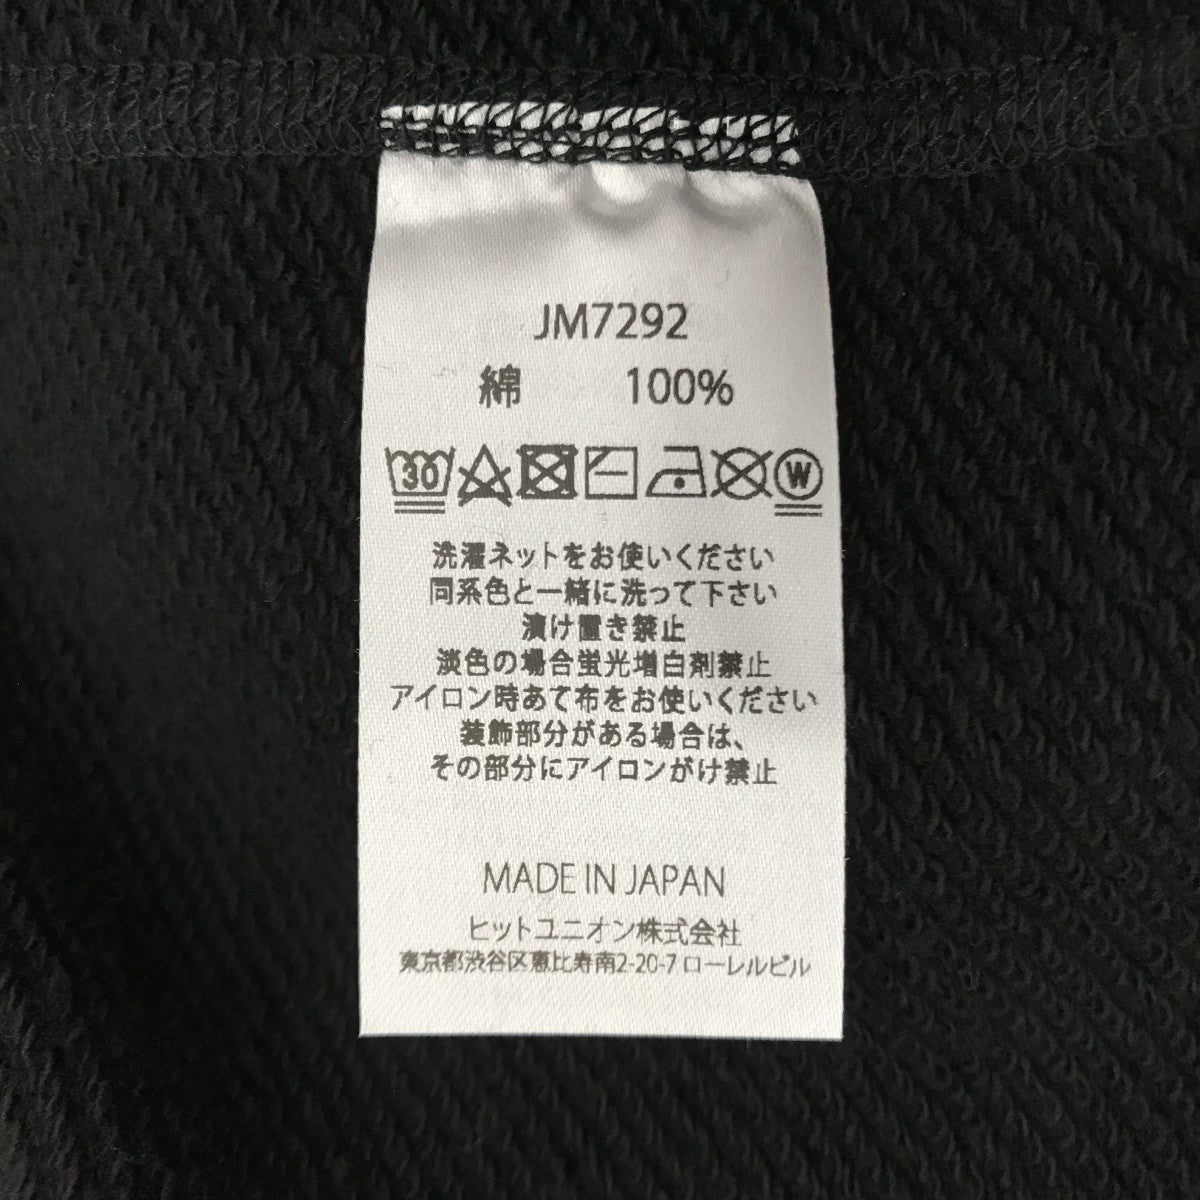 JM7292
綿 100%
30 W
洗濯ネットをお使いください
同系色と一緒に洗って下さい
漬け置き禁止
淡色の場合蛍光増白剤禁止
アイロン時あて布をお使いください
装飾部分がある場合は、
その部分にアイロンがけ禁止
MADE IN JAPAN
ヒットユニオン株式会社
東京都渋谷区恵比寿南2-20-7 ローレルビル